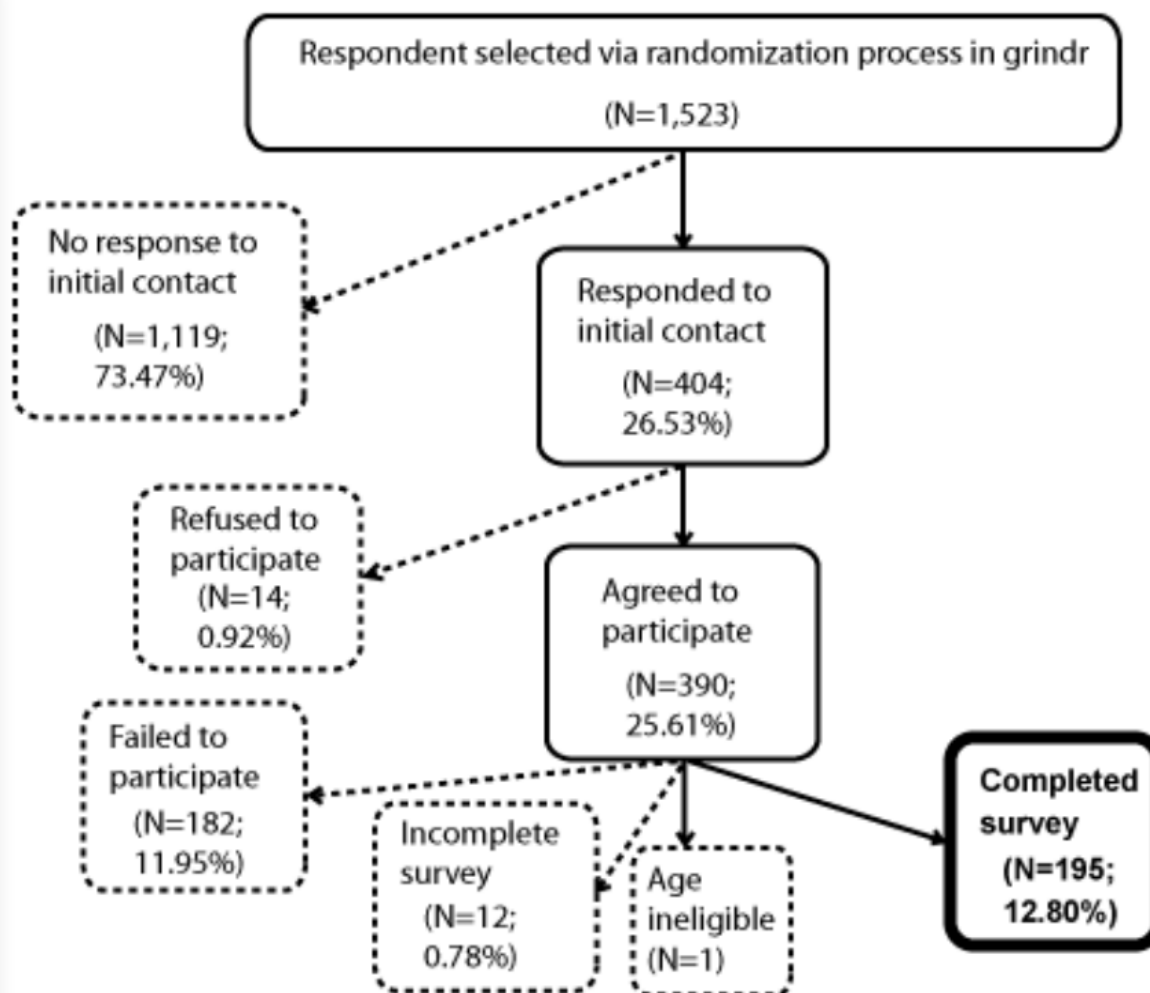 Respondent selected via randomization process in grindr
(N=1,523)
No response to
initial contact
(N=1,119;
73.47%)
Responded to
initial contact
(N=404;
26.53%)
Refused to
participate
(N=14;
0.92%)
Agreed to
participate
(N=390;
25.61%)
Failed to
participate
(N=182;
11.95%)
Incomplete
survey
(N=12;
0.78%)
Age
ineligible
(N=1)
Completed
survey
(N=195;
12.80%)